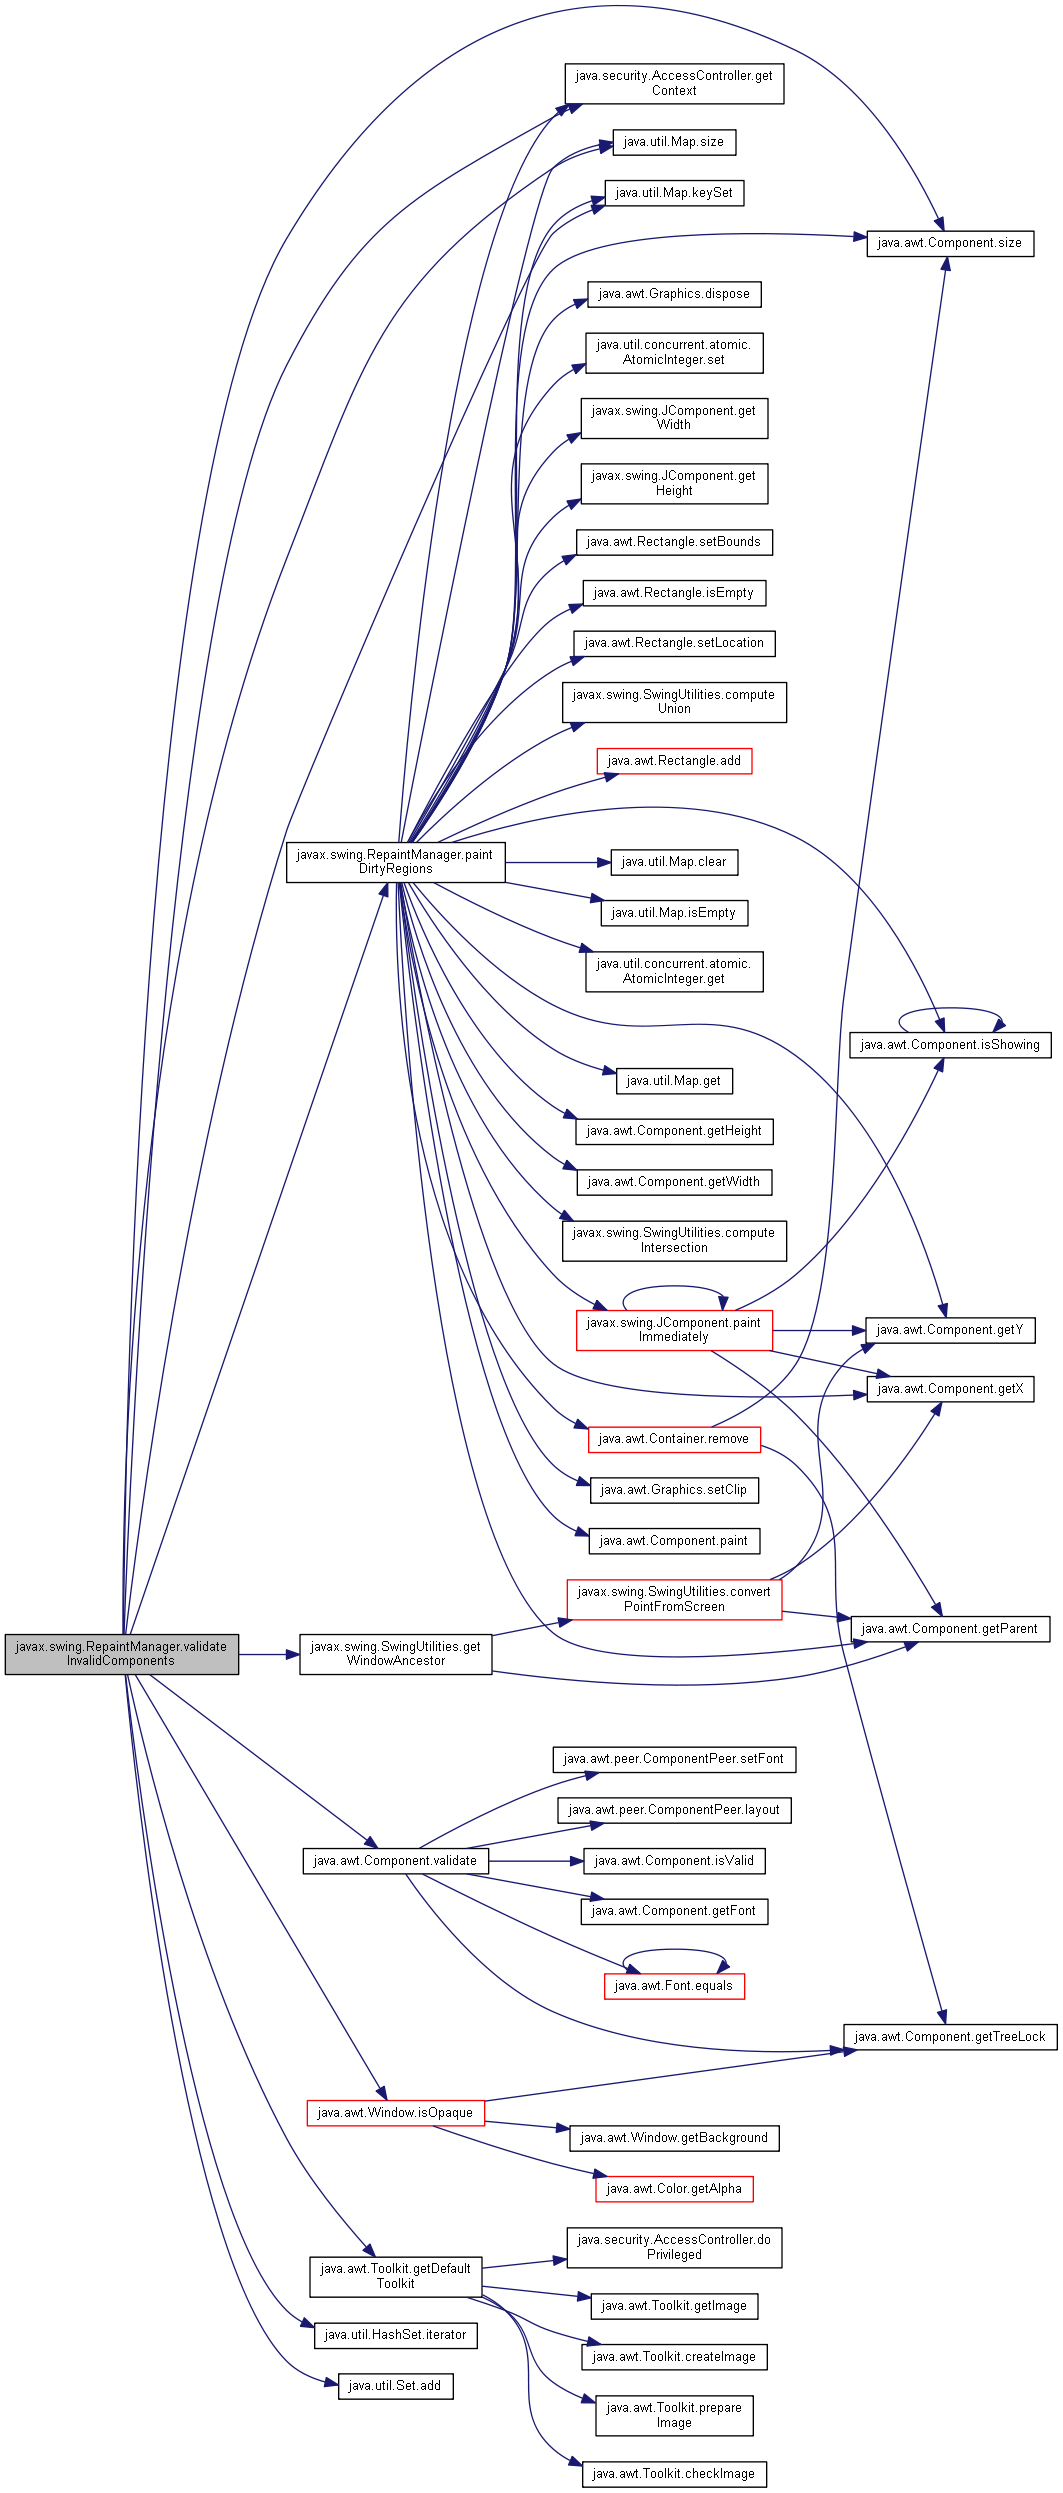 java.security.AccessController.get
Context
java.util.Map.size
java.util.Map.keySet
java.awt.Component.size
java.awt.Graphics.dispose
java.util.concurrent.atomic.
AtomicInteger.set
javax.swing.JComponent.get
Width
javax.swing.JComponent.get
Height
java.awt.Rectangle.setBounds
java.awt.Rectangle.isEmpty
java.awt.Rectangle.setLocation
javax.swing.SwingUtilities.compute
Union
java.awt.Rectangle.add
javax.swing.RepaintManager.paint
DirtyRegions
java.util.Map.clear
java.util.Map.isEmpty
java.util.concurrent.atomic.
AtomicInteger.get
java.awt.Component.isShowing
java.util.Map.get
java.awt.Component.getHeight
java.awt.Component.getWidth
javax.swing.SwingUtilities.compute
Intersection
javax.swing.JComponent.paint
Immediately
java.awt.Component.getY
java.awt.Component.getX
java.awt.Container.remove
java.awt.Graphics.setClip
java.awt.Component.paint
javax.swing.SwingUtilities.convert
PointFromScreen
java.awt.Component.getParent
javax.swing.RepaintManager.validate
InvalidComponents
javax.swing.SwingUtilities.get
WindowAncestor
java.awt.peer.ComponentPeer.setFont
java.awt.peer.ComponentPeer.layout
java.awt.Component.validate
java.awt.Component.isValid
java.awt.Component.getFont
java.awt.Font.equals
java.awt.Component.getTreeLock
java.awt.Window.isOpaque
java.awt.Window.getBackground
java.awt.Color.getAlpha
java.security.AccessController.do
Privileged
java.awt.Toolkit.getDefault
Toolkit
java.awt.Toolkit.getImage
java.util.HashSet.iterator
java.awt.Toolkit.createImage
java.util.Set.add
java.awt.Toolkit.prepare
Image
java.awt.Toolkit.checkImage